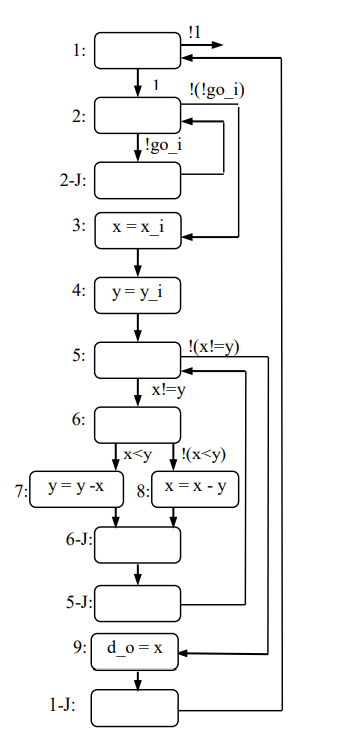 !1
1:
1
!(!go_i)
2:
!go_i
2-J:
3: x = x_i
4: y = y_i
5: !(x!=y)
x!=y
6:
x<y !(x<y)
7: y = y -x 8: x = x - y
6-J:
5-J:
9: d_o = x
1-J: